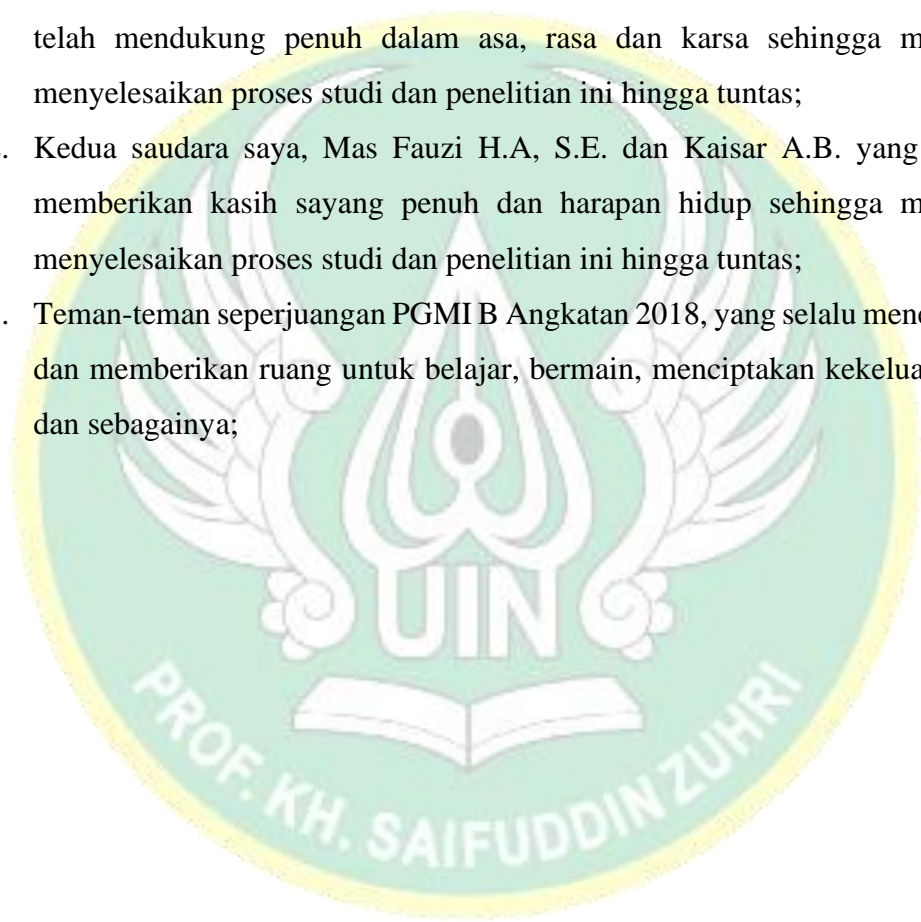 telah mendukung penuh dalam asa, rasa dan karsa sehingga m
menyelesaikan proses studi dan penelitian ini hingga tuntas;
. Kedua saudara saya, Mas Fauzi H.A, S.E. dan Kaisar A.B. yang
memberikan kasih sayang penuh dan harapan hidup sehingga m
menyelesaikan proses studi dan penelitian ini hingga tuntas;
. Teman-teman seperjuangan PGMI B Angkatan 2018, yang selalu mend
dan memberikan ruang untuk belajar, bermain, menciptakan kekelua
dan sebagainya;
UIN
PROF. KH. SAIFUDDIN ZUHRI